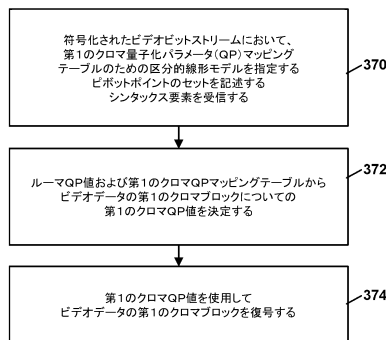 符号化されたビデオビットストリームにおいて、
第1のクロマ量子化パラメータ(QP)マッピング
テーブルのための区分的線形モデルを指定する
ピボットポイントのセットを記述する
シンタックス要素を受信する
370
ルーマQP値および第1のクロマQPマッピングテーブルから
ビデオデータの第1のクロマブロックについての
第1のクロマQP値を決定する
372
第1のクロマQP値を使用して
ビデオデータの第1のクロマブロックを復号する
374